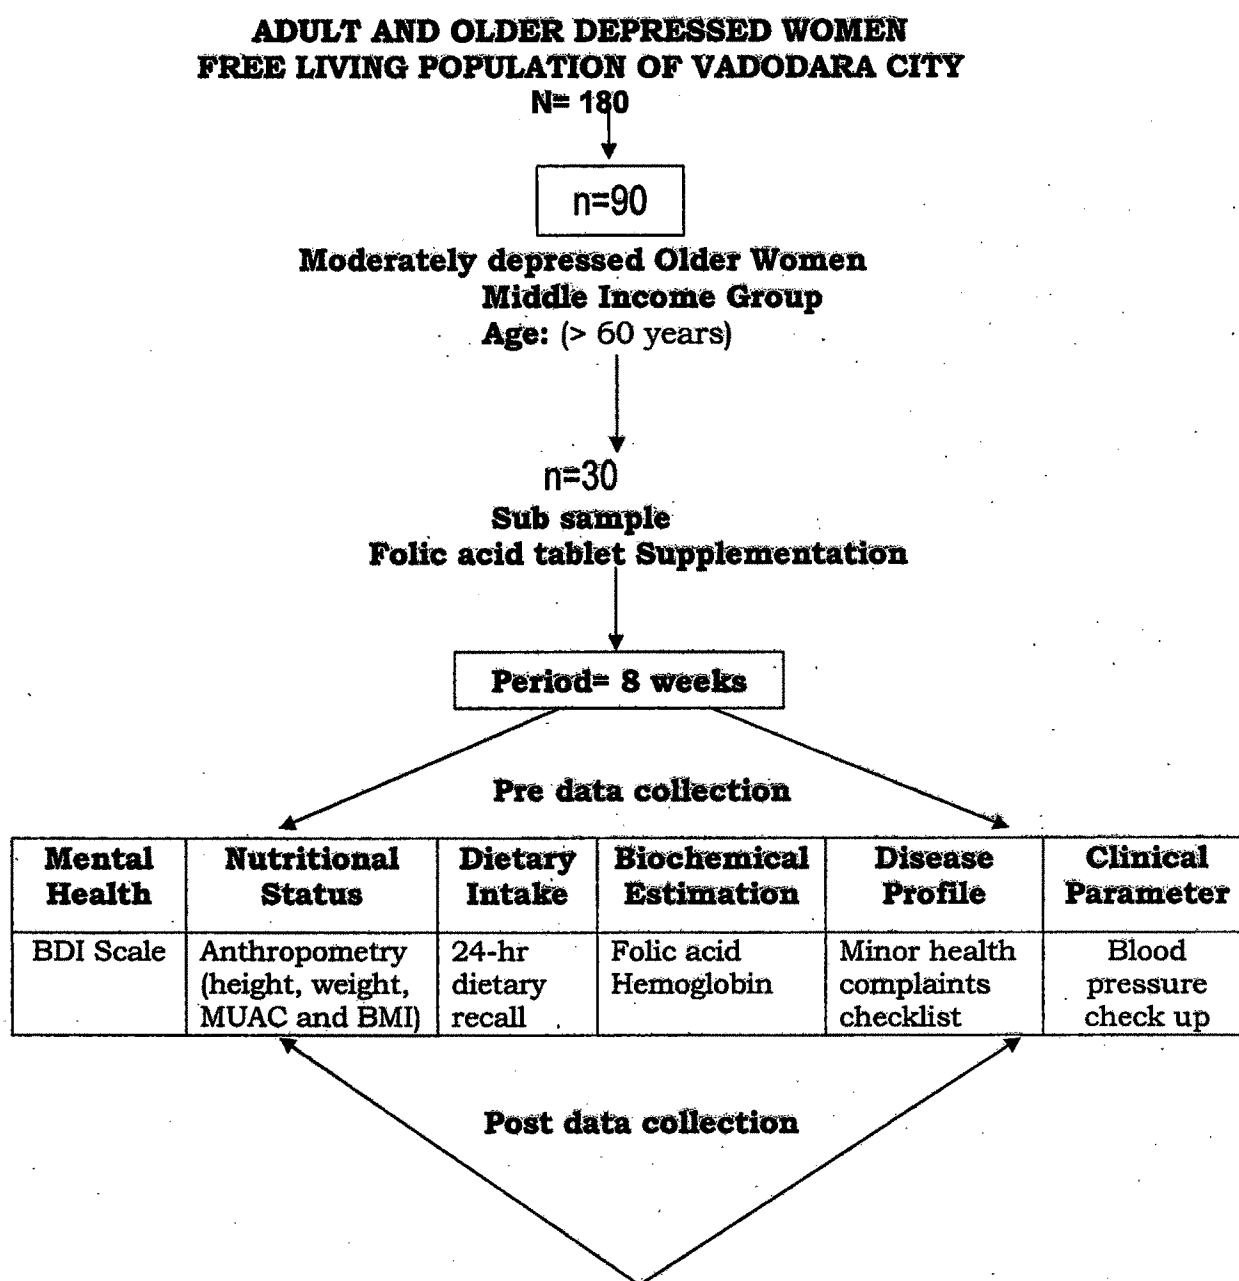 ADULT AND OLDER DEPRESSED WOMEN
FREE LIVING POPULATION OF VADODARA CITY
N= 180
n=90
Moderately depressed Older Women
Middle Income Group
Age: (> 60 years)
n=30
Sub sample
Folic acid tablet Supplementation
Period= 8 weeks
Pre data collection
Mental
Health
Nutritional
Status
Dietary
Intake
Biochemical
Estimation
Disease
Profile
Clinical
Parameter
BDI Scale
Anthropometry
(height, weight,
MUAC and BMI)
24-hr
dietary
recall
Folic acid
Hemoglobin
Minor health
complaints
checklist
Blood
pressure
check up
Post data collection